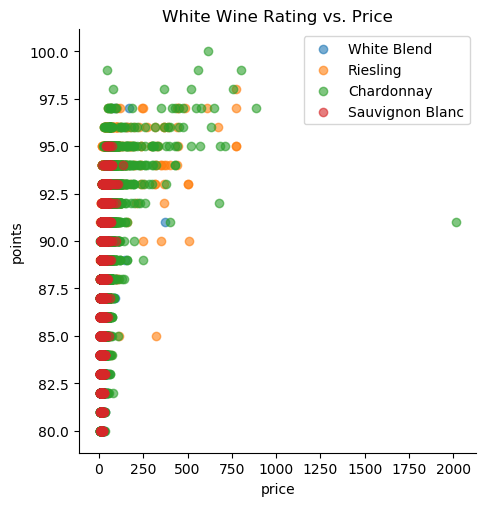 White Wine Rating vs. Price
White Blend
Riesling
Chardonnay
Sauvignon Blanc
100.0
97.5
95.0
92.5
90.0
87.5
85.0
82.5
80.0
points
0 250 500 750 1000 1250 1500 1750 2000
price